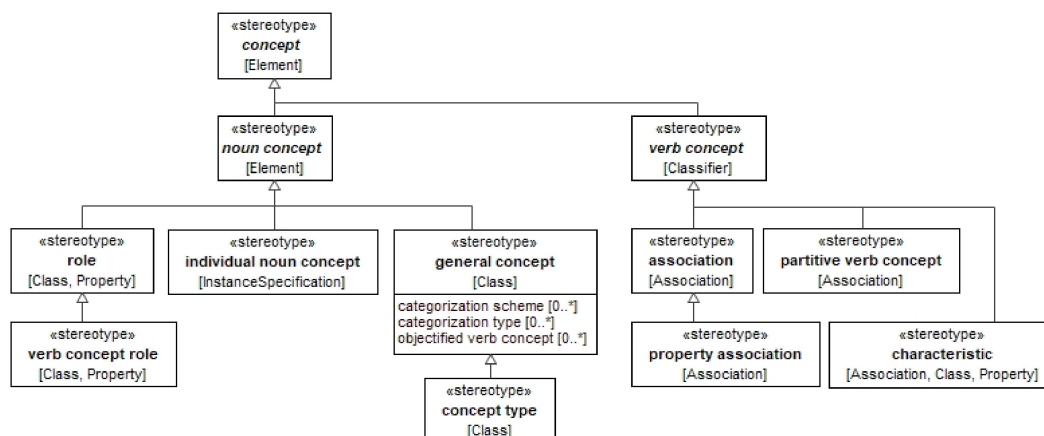 «stereotype»
concept
[Element]
«stereotype»
noun concept
[Element]
«stereotype»
verb concept
[Classifier]
«stereotype»
role
[Class, Property]
«stereotype»
individual noun concept
[InstanceSpecification]
«stereotype»
general concept
[Class]
categorization scheme [0..*]
categorization type [0..*]
objectified verb concept [0..*]
«stereotype»
association
[Association]
«stereotype»
partitive verb concept
[Association]
«stereotype»
verb concept role
[Class, Property]
«stereotype»
property association
[Association]
«stereotype»
characteristic
[Association, Class, Property]
«stereotype»
concept type
[Class]